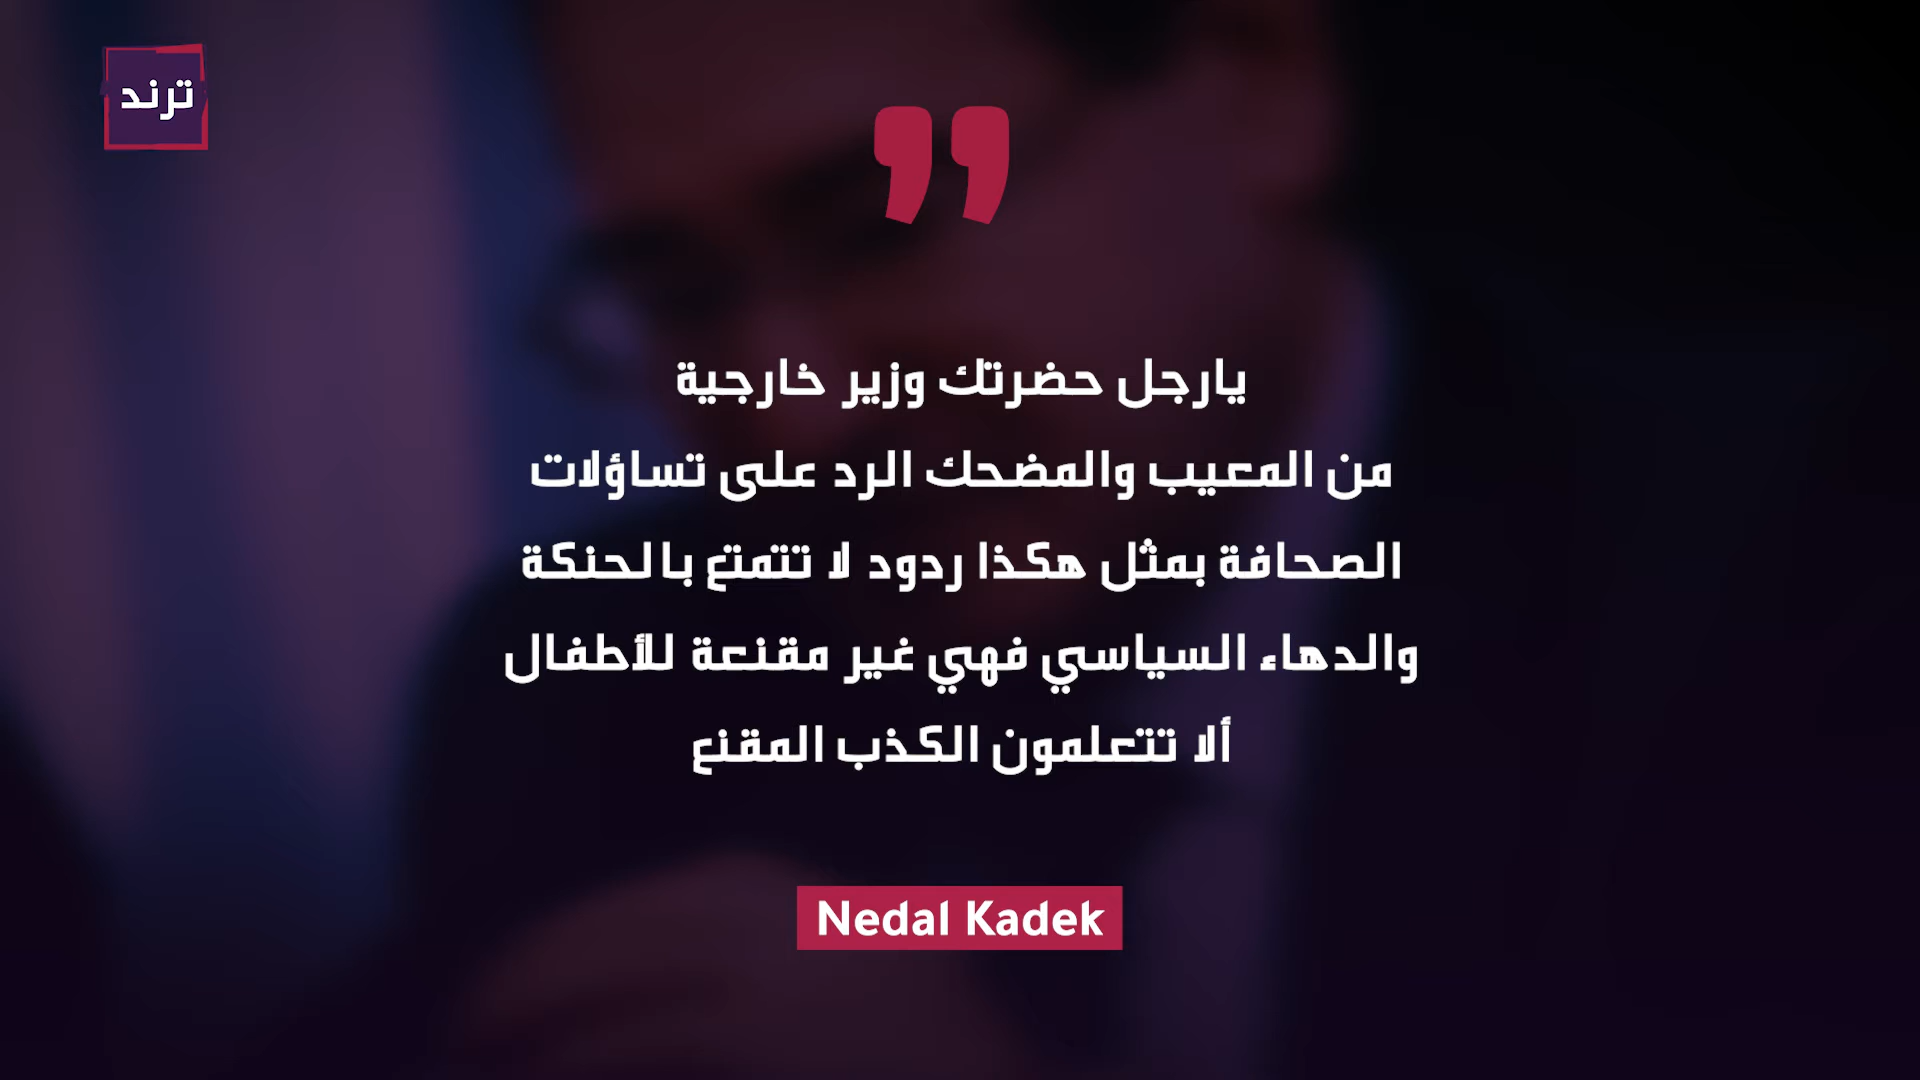 ترند
يارجل حضرتك وزير خارجية
من المعيب والمضحك الرد على تساؤلات
الصحافة بمثل هكذا ردود لا تتمتع بالحنكة
والدهاء السياسي فهي غير مقنعة للأطفال
ألا تتعلمون الكذب المقنع
Nedal Kadek